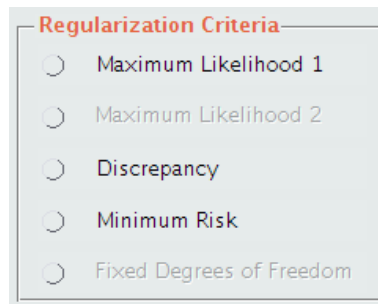 Regularization Criteria
Maximum Likelihood 1
Maximum Likelihood 2
Discrepancy
Minimum Risk
Fixed Degrees of Freedom